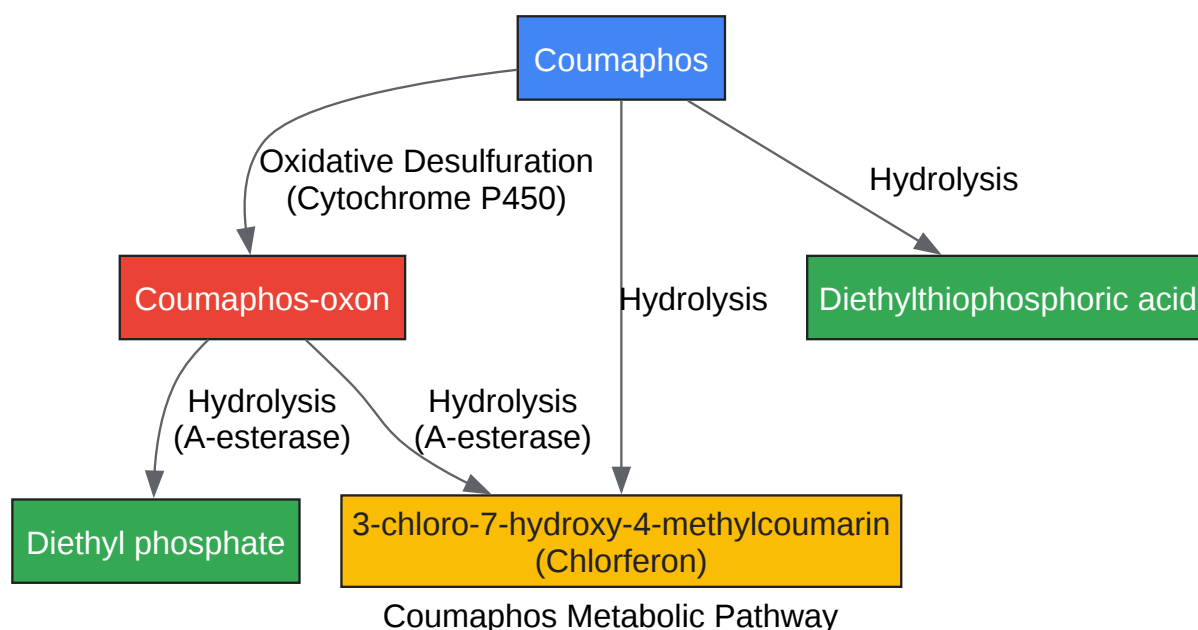 Coumaphos
Oxidative Desulfuration
(Cytochrome P450)
Hydrolysis
Hydrolysis
Coumaphos-oxon
Diethylthiophosphoric acid
Hydrolysis
(A-esterase)
Hydrolysis
(A-esterase)
Diethyl phosphate
3-chloro-7-hydroxy-4-methylcoumarin
(Chlorferon)
Coumaphos Metabolic Pathway